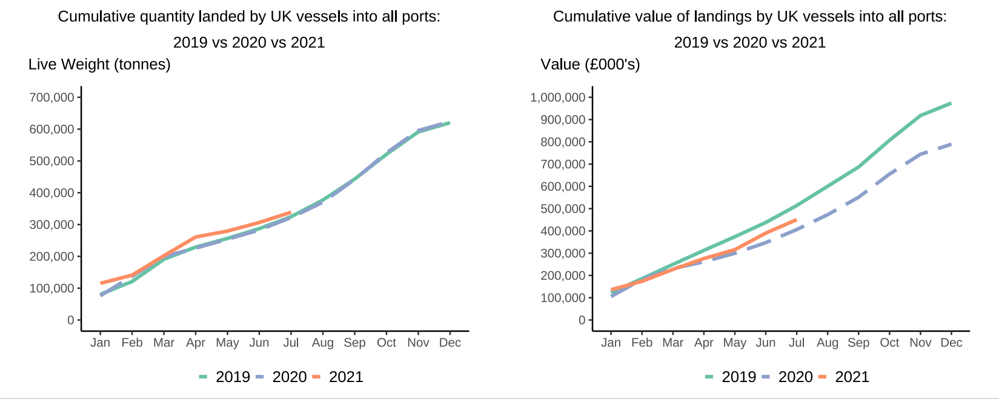 Cumulative quantity landed by UK vessels into all ports:
2019 vs 2020 vs 2021
Live Weight (tonnes)
700,000
600,000
500,000
400,000
300,000
200,000
100,000
0
Jan Feb Mar Apr May Jun Jul Aug Sep Oct Nov Dec
2019 2020 2021
Cumulative value of landings by UK vessels into all ports:
2019 vs 2020 vs 2021
Value (£000's)
1,000,000
900,000
800,000
700,000
600,000
500,000
400,000
300,000
200,000
100,000
0
Jan Feb Mar Apr May Jun Jul Aug Sep Oct Nov Dec
2019 2020 2021